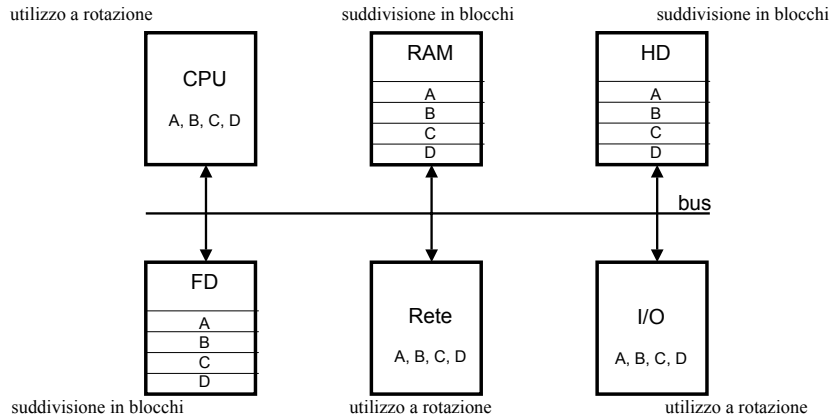 utilizzo a rotazione
suddivisione in blocchi
suddivisione in blocchi
CPU
A, B, C, D
RAM
A
B
C
D
HD
A
B
C
D
bus
FD
A
B
C
D
Rete
A, B, C, D
I/O
A, B, C, D
suddivisione in blocchi
utilizzo a rotazione
utilizzo a rotazione